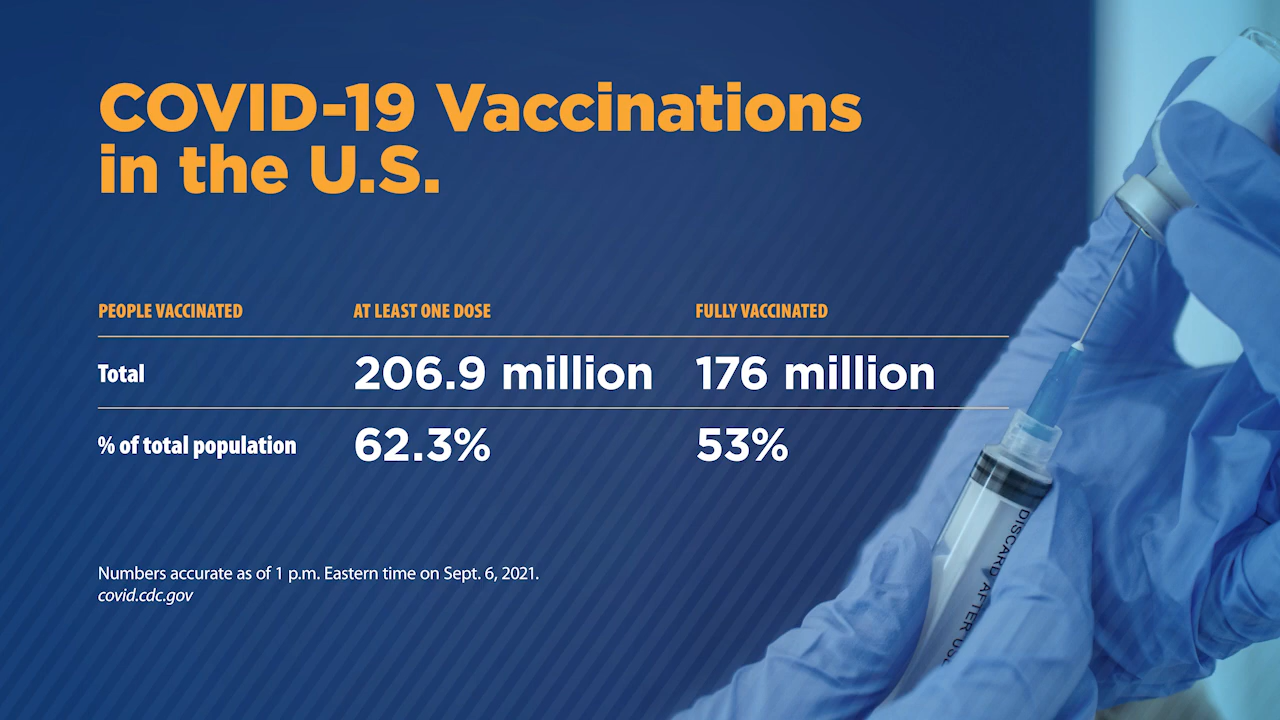 COVID-19 Vaccinations
in the U.S.
PEOPLE VACCINATED AT LEAST ONE DOSE FULLY VACCINATED
Total 206.9 million 176 million
% of total population 62.3% 53%
Numbers accurate as of 1 p.m. Eastern time on Sept. 6, 2021.
covid.cdc.gov
DISCARD AFTER USE